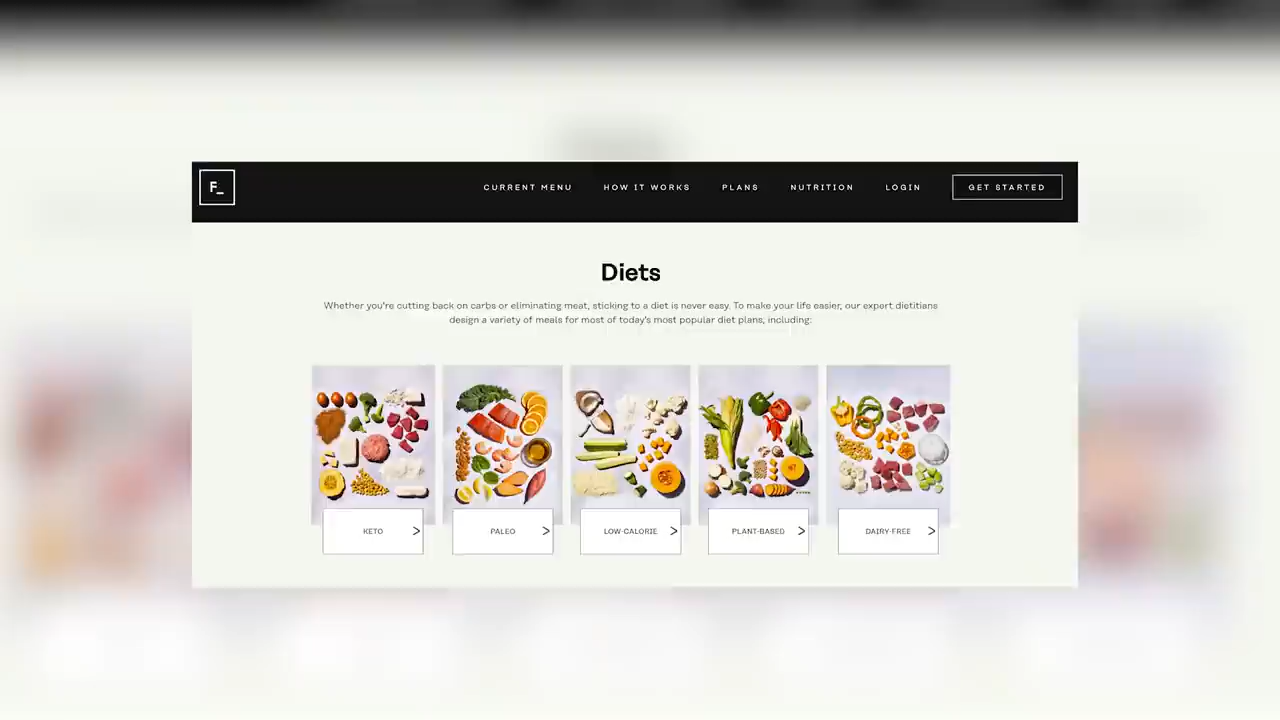 F_
CURRENT MENU
HOW IT WORKS
PLANS
NUTRITION
LOGIN
GET STARTED
Diets
Whether you're cutting back on carbs or eliminating meat, sticking to a diet is never easy. To make your life easier, our expert dietitians
design a variety of meals for most of today's most popular diet plans, including:
KETO >
PALEO >
LOW-CALORIE >
PLANT-BASED >
DAIRY-FREE >